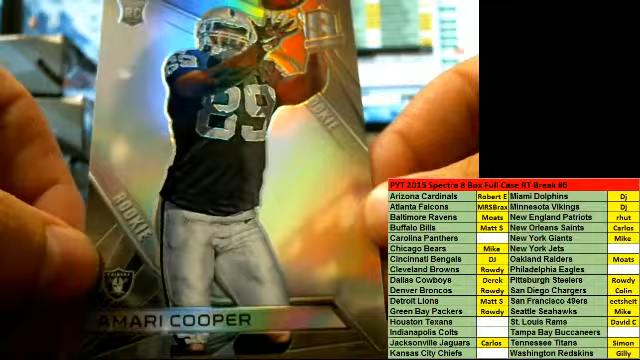 RC
89
89
ROOKIE
ROOKIE
RAIDERS
AMARI COOPER
PYT 2015 Spectra 8 Box Full Case RT Break #6
Arizona Cardinals Robert E Miami Dolphins Dj
Atlanta Falcons MRSBrax Minnesota Vikings Dj
Baltimore Ravens Moats New England Patriots rhut
Buffalo Bills Matt S New Orleans Saints Carlos
Carolina Panthers New York Giants Mike
Chicago Bears Mike New York Jets
Cincinnati Bengals DJ Oakland Raiders Moats
Cleveland Browns Rowdy Philadelphia Eagles
Dallas Cowboys Derek Pittsburgh Steelers Rowdy
Denver Broncos Rowdy San Diego Chargers Colin
Detroit Lions Matt S San Francisco 49ers eetsheit
Green Bay Packers Rowdy Seattle Seahawks Mike
Houston Texans St. Louis Rams David C
Indianapolis Colts Tampa Bay Buccaneers
Jacksonville Jaguars Carlos Tennessee Titans Simon
Kansas City Chiefs Washington Redskins Gilly